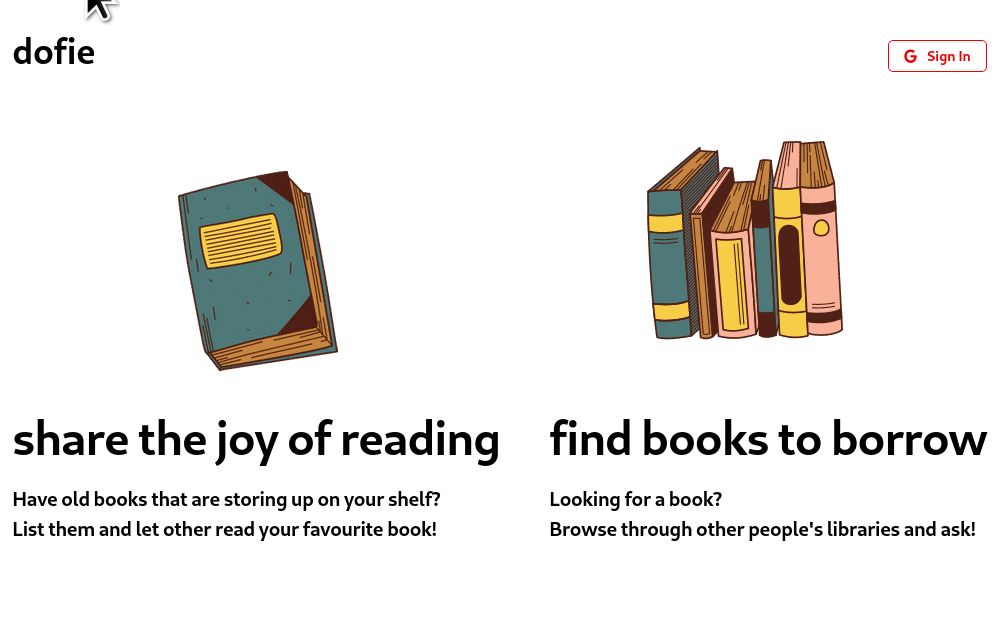 dofie
Sign In
share the joy of reading
Have old books that are storing up on your shelf?
List them and let other read your favourite book!
find books to borrow
Looking for a book?
Browse through other people's libraries and ask!